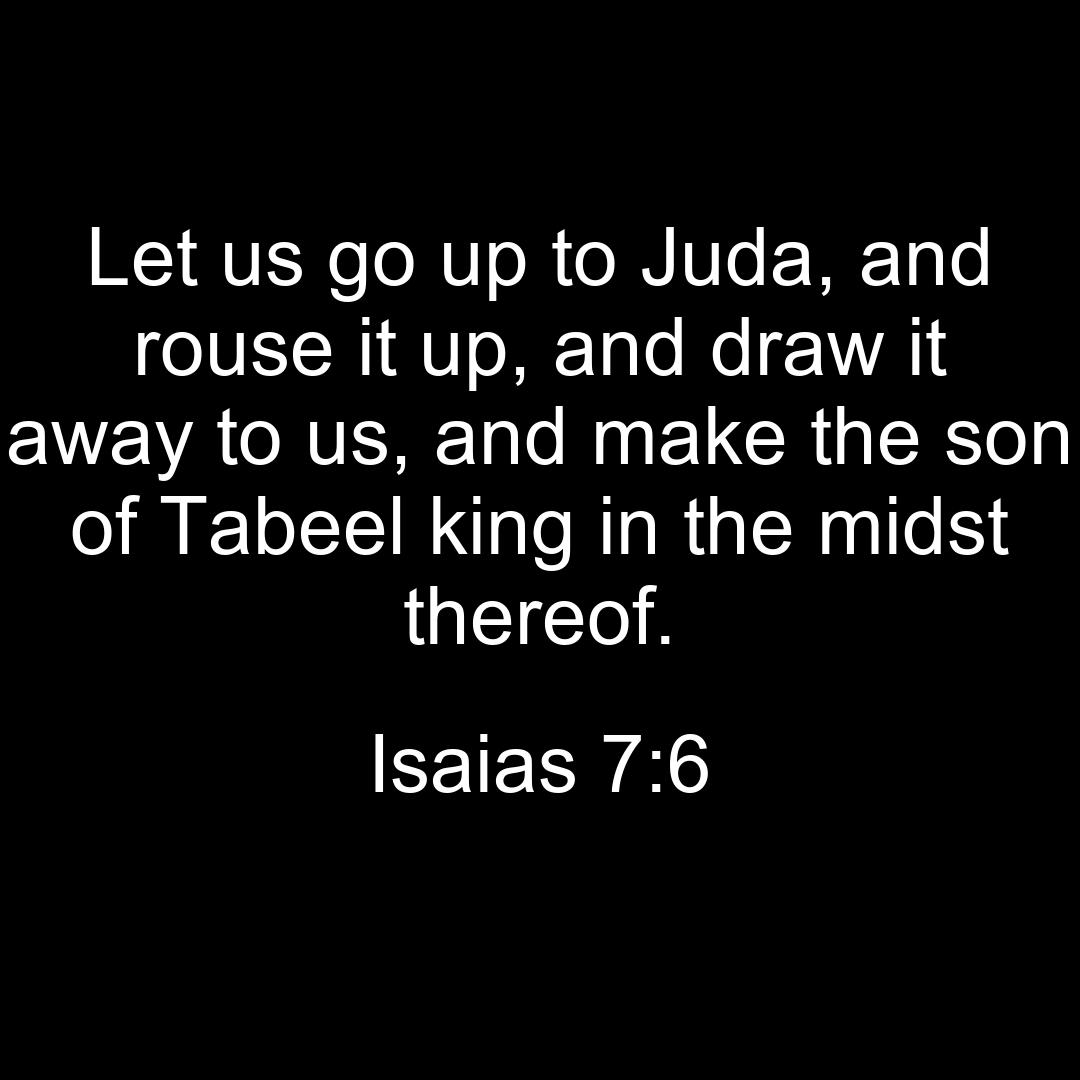 Let us go up to Juda, and
rouse it up, and draw it
away to us, and make the son
of Tabeel king in the midst
thereof.
Isaias 7:6